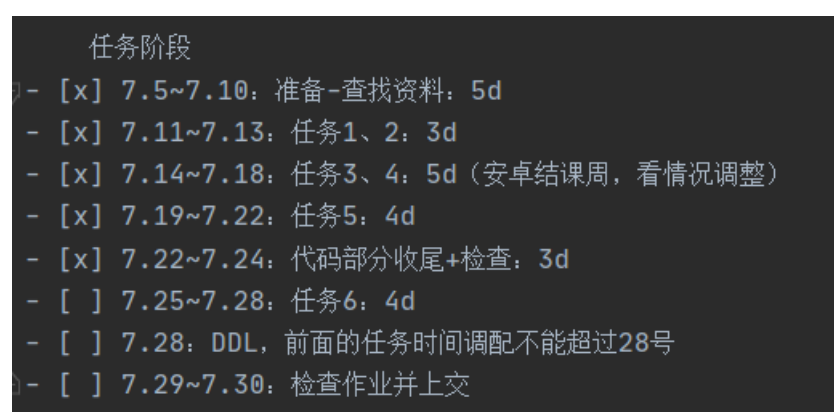 任务阶段
- [x] 7.5~7.10：准备-查找资料：5d
- [x] 7.11~7.13：任务1、2：3d
- [x] 7.14~7.18：任务3、4：5d（安卓结课周，看情况调整）
- [x] 7.19~7.22：任务5：4d
- [x] 7.22~7.24：代码部分收尾+检查：3d
- [ ] 7.25~7.28：任务6：4d
- [ ] 7.28：DDL，前面的任务时间调配不能超过28号
- [ ] 7.29~7.30：检查作业并上交